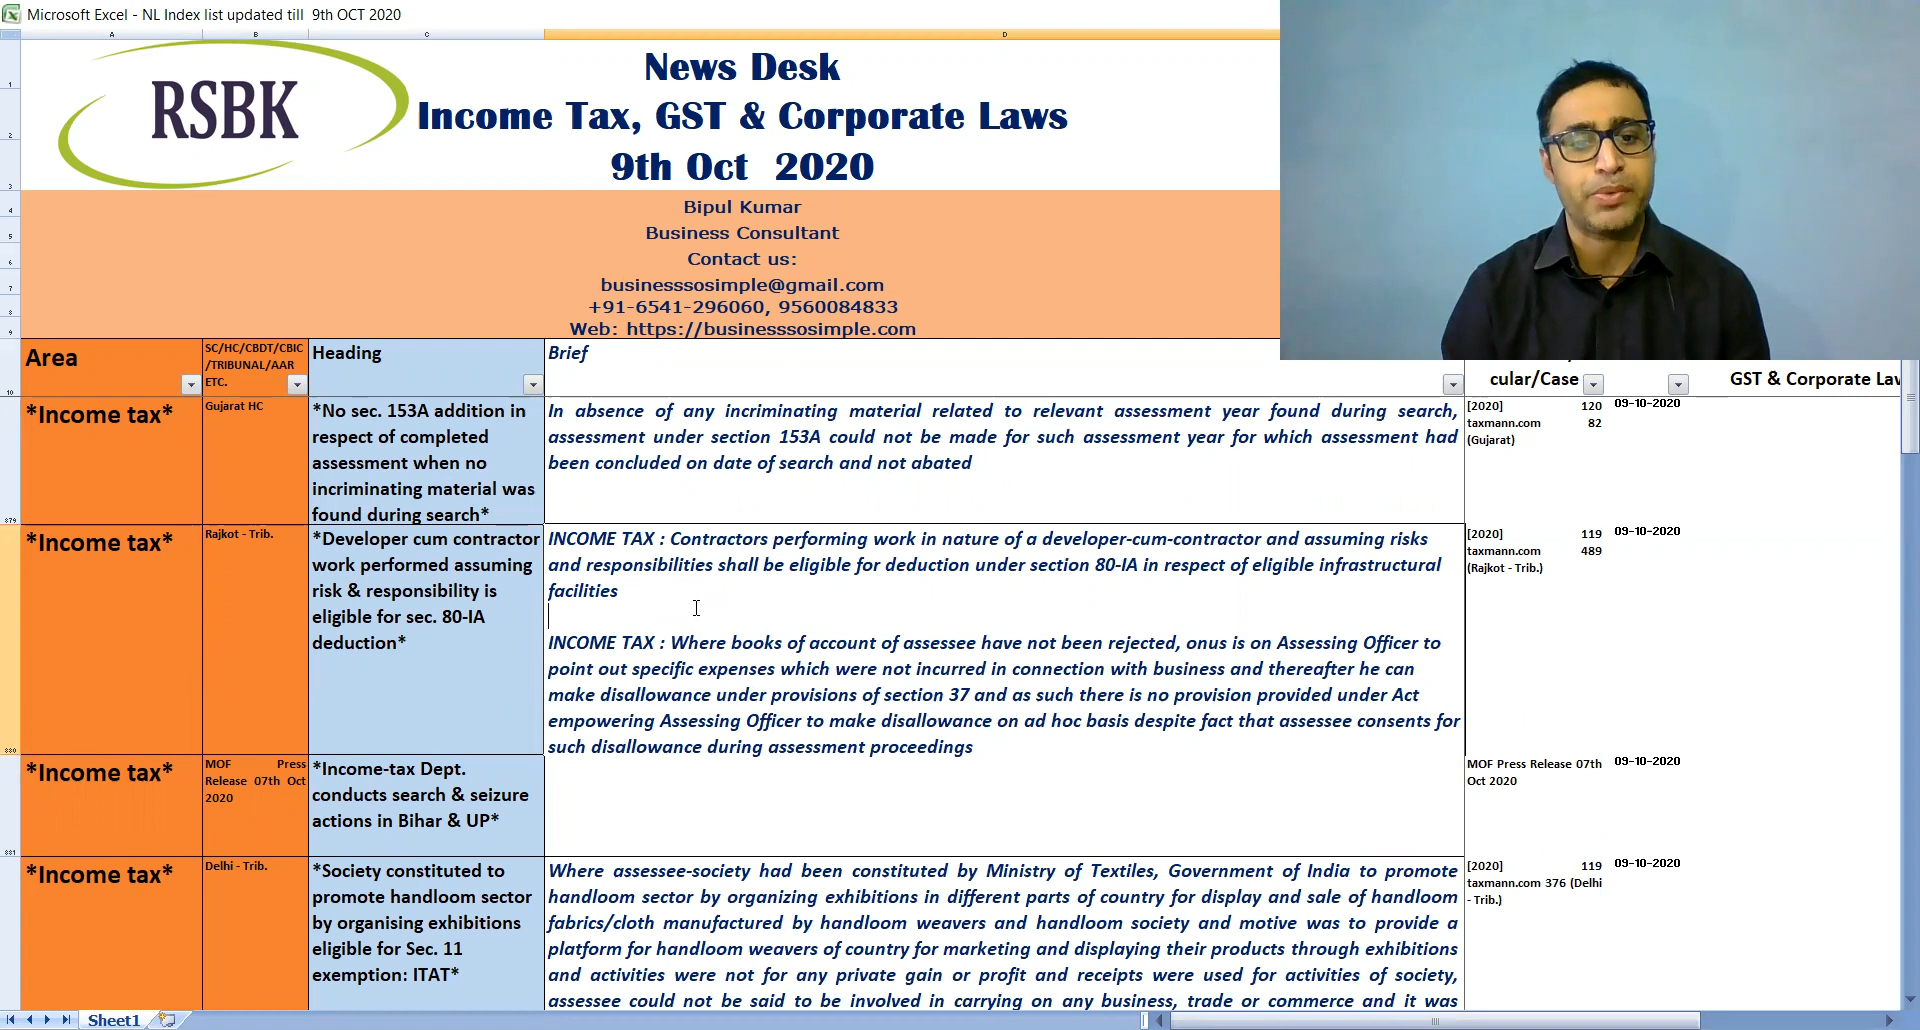 Microsoft Excel - NL Index list updated till 9th OCT 2020
A
B
C
D
RSBK
News Desk
Income Tax, GST & Corporate Laws
9th Oct 2020
Bipul Kumar
Business Consultant
Contact us:
businesssosimple@gmail.com
+91-6541-296060, 9560084833
Web: https://businesssosimple.com
1
2
3
4
5
6
7
8
9
10
Area
SC/HC/CBDT/CBIC
/TRIBUNAL/AAR
ETC.
Heading
Brief
cular/Case
GST & Corporate Lav
879
*Income tax*
Gujarat HC
*No sec. 153A addition in
respect of completed
assessment when no
incriminating material was
found during search*
In absence of any incriminating material related to relevant assessment year found during search,
assessment under section 153A could not be made for such assessment year for which assessment had
been concluded on date of search and not abated
[2020] 120
taxmann.com 82
(Gujarat)
09-10-2020
880
*Income tax*
Rajkot - Trib.
*Developer cum contractor
work performed assuming
risk & responsibility is
eligible for sec. 80-IA
deduction*
INCOME TAX : Contractors performing work in nature of a developer-cum-contractor and assuming risks
and responsibilities shall be eligible for deduction under section 80-IA in respect of eligible infrastructural
facilities
INCOME TAX : Where books of account of assessee have not been rejected, onus is on Assessing Officer to
point out specific expenses which were not incurred in connection with business and thereafter he can
make disallowance under provisions of section 37 and as such there is no provision provided under Act
empowering Assessing Officer to make disallowance on ad hoc basis despite fact that assessee consents for
such disallowance during assessment proceedings
[2020] 119
taxmann.com 489
(Rajkot - Trib.)
09-10-2020
881
*Income tax*
MOF Press
Release 07th Oct
2020
*Income-tax Dept.
conducts search & seizure
actions in Bihar & UP*
MOF Press Release 07th
Oct 2020
09-10-2020
*Income tax*
Delhi - Trib.
*Society constituted to
promote handloom sector
by organising exhibitions
eligible for Sec. 11
exemption: ITAT*
Where assessee-society had been constituted by Ministry of Textiles, Government of India to promote
handloom sector by organizing exhibitions in different parts of country for display and sale of handloom
fabrics/cloth manufactured by handloom weavers and handloom society and motive was to provide a
platform for handloom weavers of country for marketing and displaying their products through exhibitions
and activities were not for any private gain or profit and receipts were used for activities of society,
assessee could not be said to be involved in carrying on any business, trade or commerce and it was
[2020] 119
taxmann.com 376 (Delhi
- Trib.)
09-10-2020
Sheet1